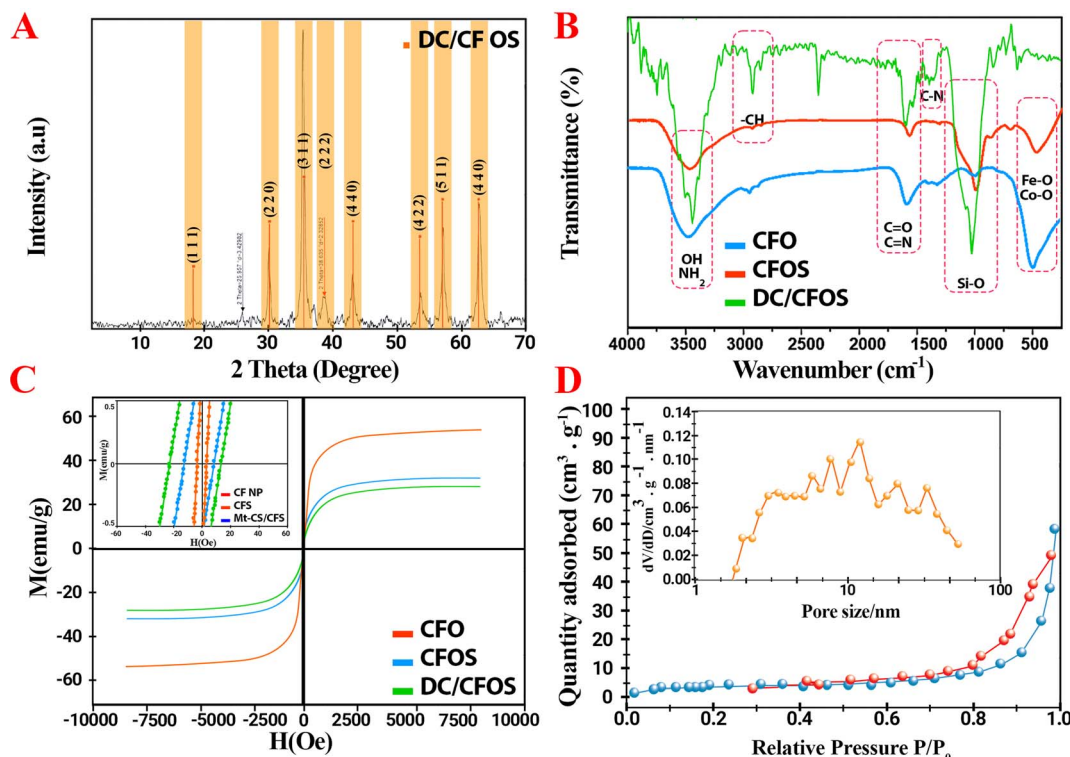 A
DC/CF OS
(1 1 1)
(2 2 0)
(3 1 1)
(2 2 2)
(4 4 0)
(4 2 2)
(5 1 1)
(4 4 0)
Intensity (a.u)
10 20 30 40 50 60 70
2 Theta (Degree)
B
Transmittance (%)
-CH
C-N
OH
NH2
C=O
C=N
Si-O
Fe-O
Co-O
CFO
CFOS
DC/CFOS
4000 3500 3000 2500 2000 1500 1000 500
Wavenumber (cm-1)
C
M(emu/g)
60
40
20
0
-20
-40
-60
M(emu/g)
0.5
0
-0.5
CF NP
CFS
Mt-CS/CFS
-60 -40 -20 0 20 40 60
H(Oe)
CFO
CFOS
DC/CFOS
-10000 -5000 0 5000 10000
H(Oe)
D
Quantity adsorbed (cm3 . g-1)
100
90
80
70
60
50
40
30
20
10
0
dV/dD/cm3 . g-1 . nm-1
0.14
0.12
0.10
0.08
0.06
0.04
0.02
0.00
1 10 100
Pore size/nm
0.0 0.2 0.4 0.6 0.8 1.0
Relative Pressure P/Po